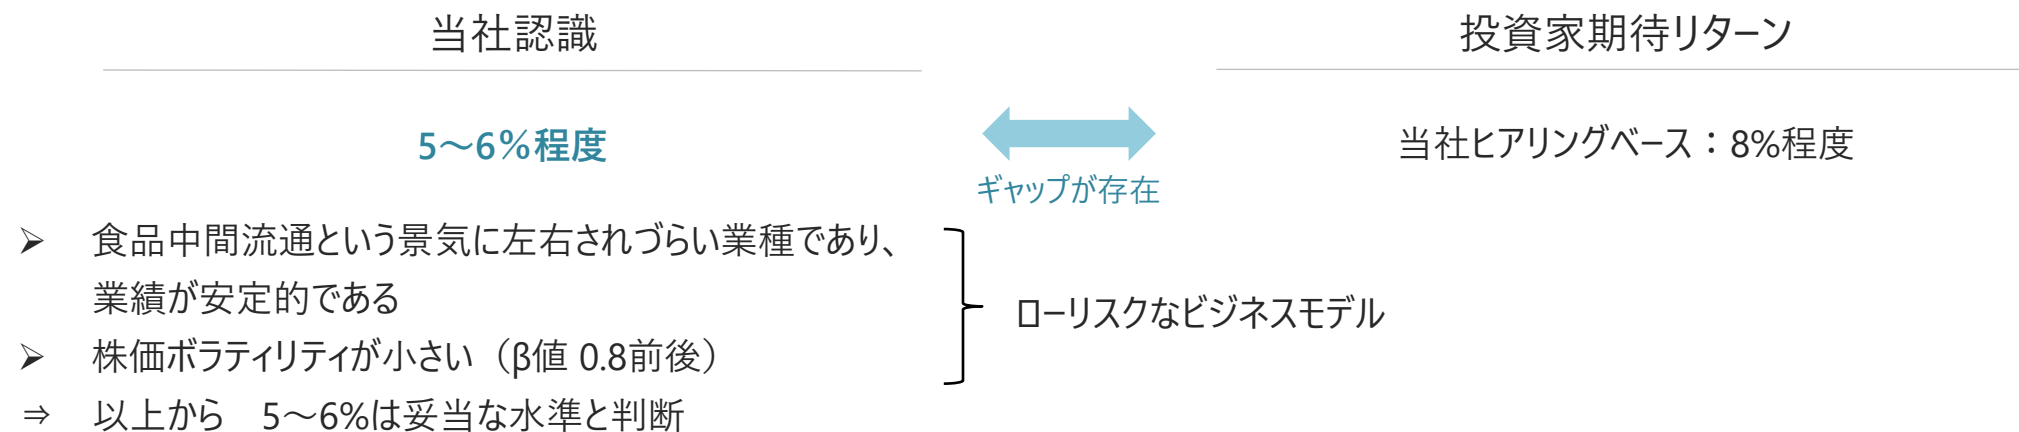 当社認識
投資家期待リターン
5～6％程度
当社ヒアリングベース：8%程度
ギャップが存在
➢ 食品中間流通という景気に左右されづらい業種であり、
業績が安定的である
➢ 株価ボラティリティが小さい（β値 0.8前後）
⇒ 以上から　5～6%は妥当な水準と判断
ローリスクなビジネスモデル